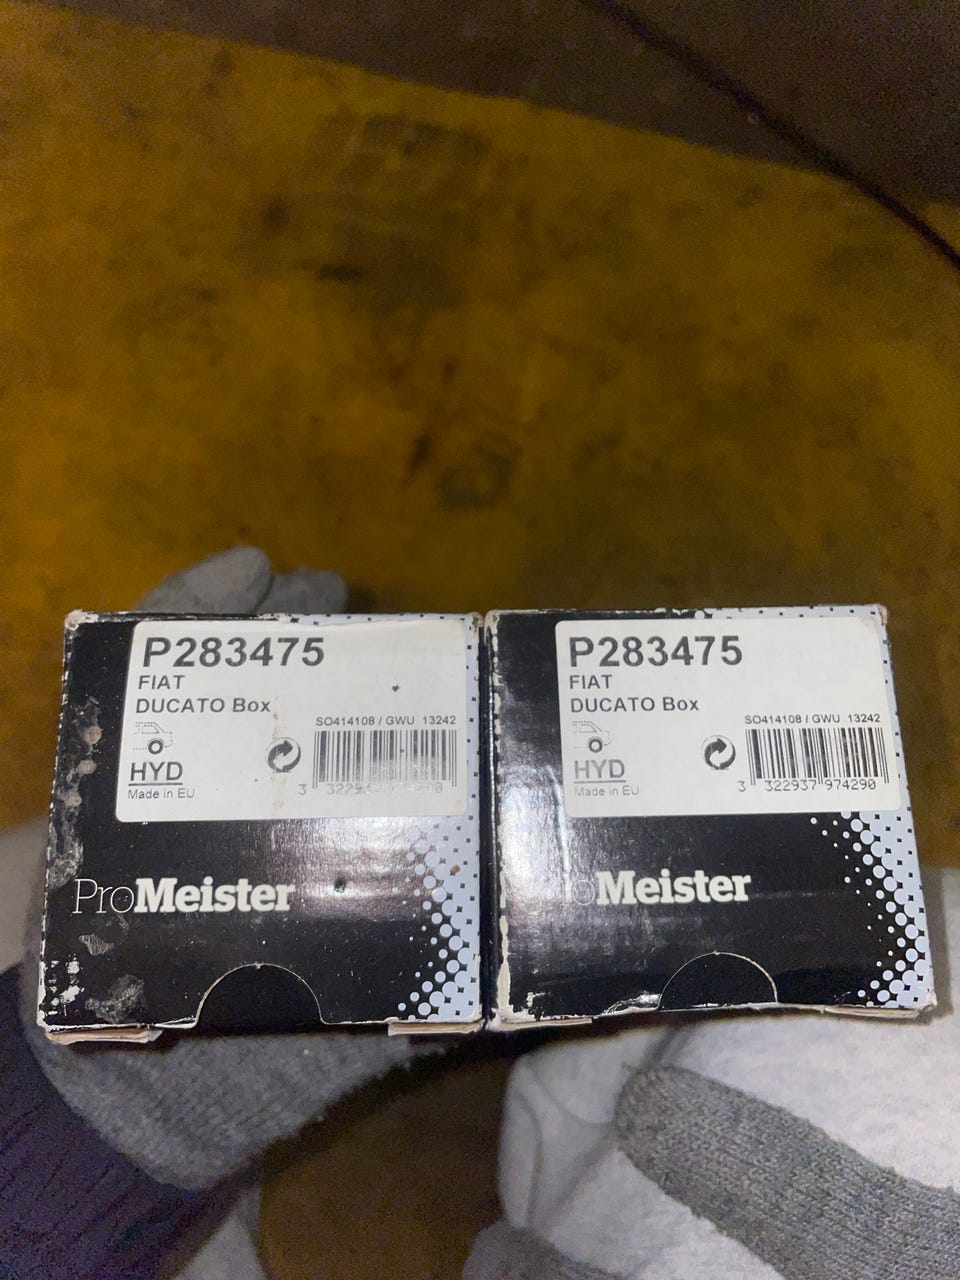 P283475
FIAT
DUCATO Box
SO414108 / GWU 13242
HYD
Made in EU
ProMeister
P283475
FIAT
DUCATO Box
SO414108 / GWU 13242
HYD
Made in EU
3 322937 974290
Meister